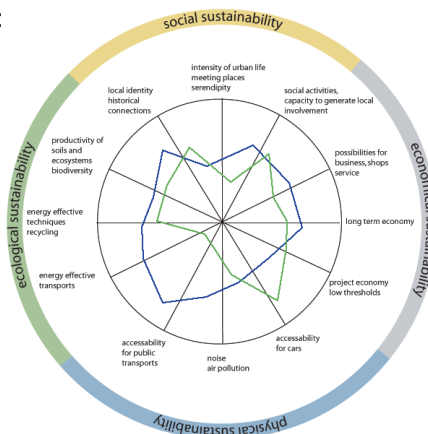 social sustainability
intensity of urban life
meeting places
serendipity
local identity
historical
connections
social activities,
capacity to generate local
involvement
productivity of
soils and
ecosystems
biodiversity
possibilities for
business, shops
service
ecological sustainability
economical sustainability
energy effective
techniques
recycling
long term economy
energy effective
transports
project economy
low thresholds
accessability
for public
transports
noise
air pollution
accessability
for cars
physical sustainability